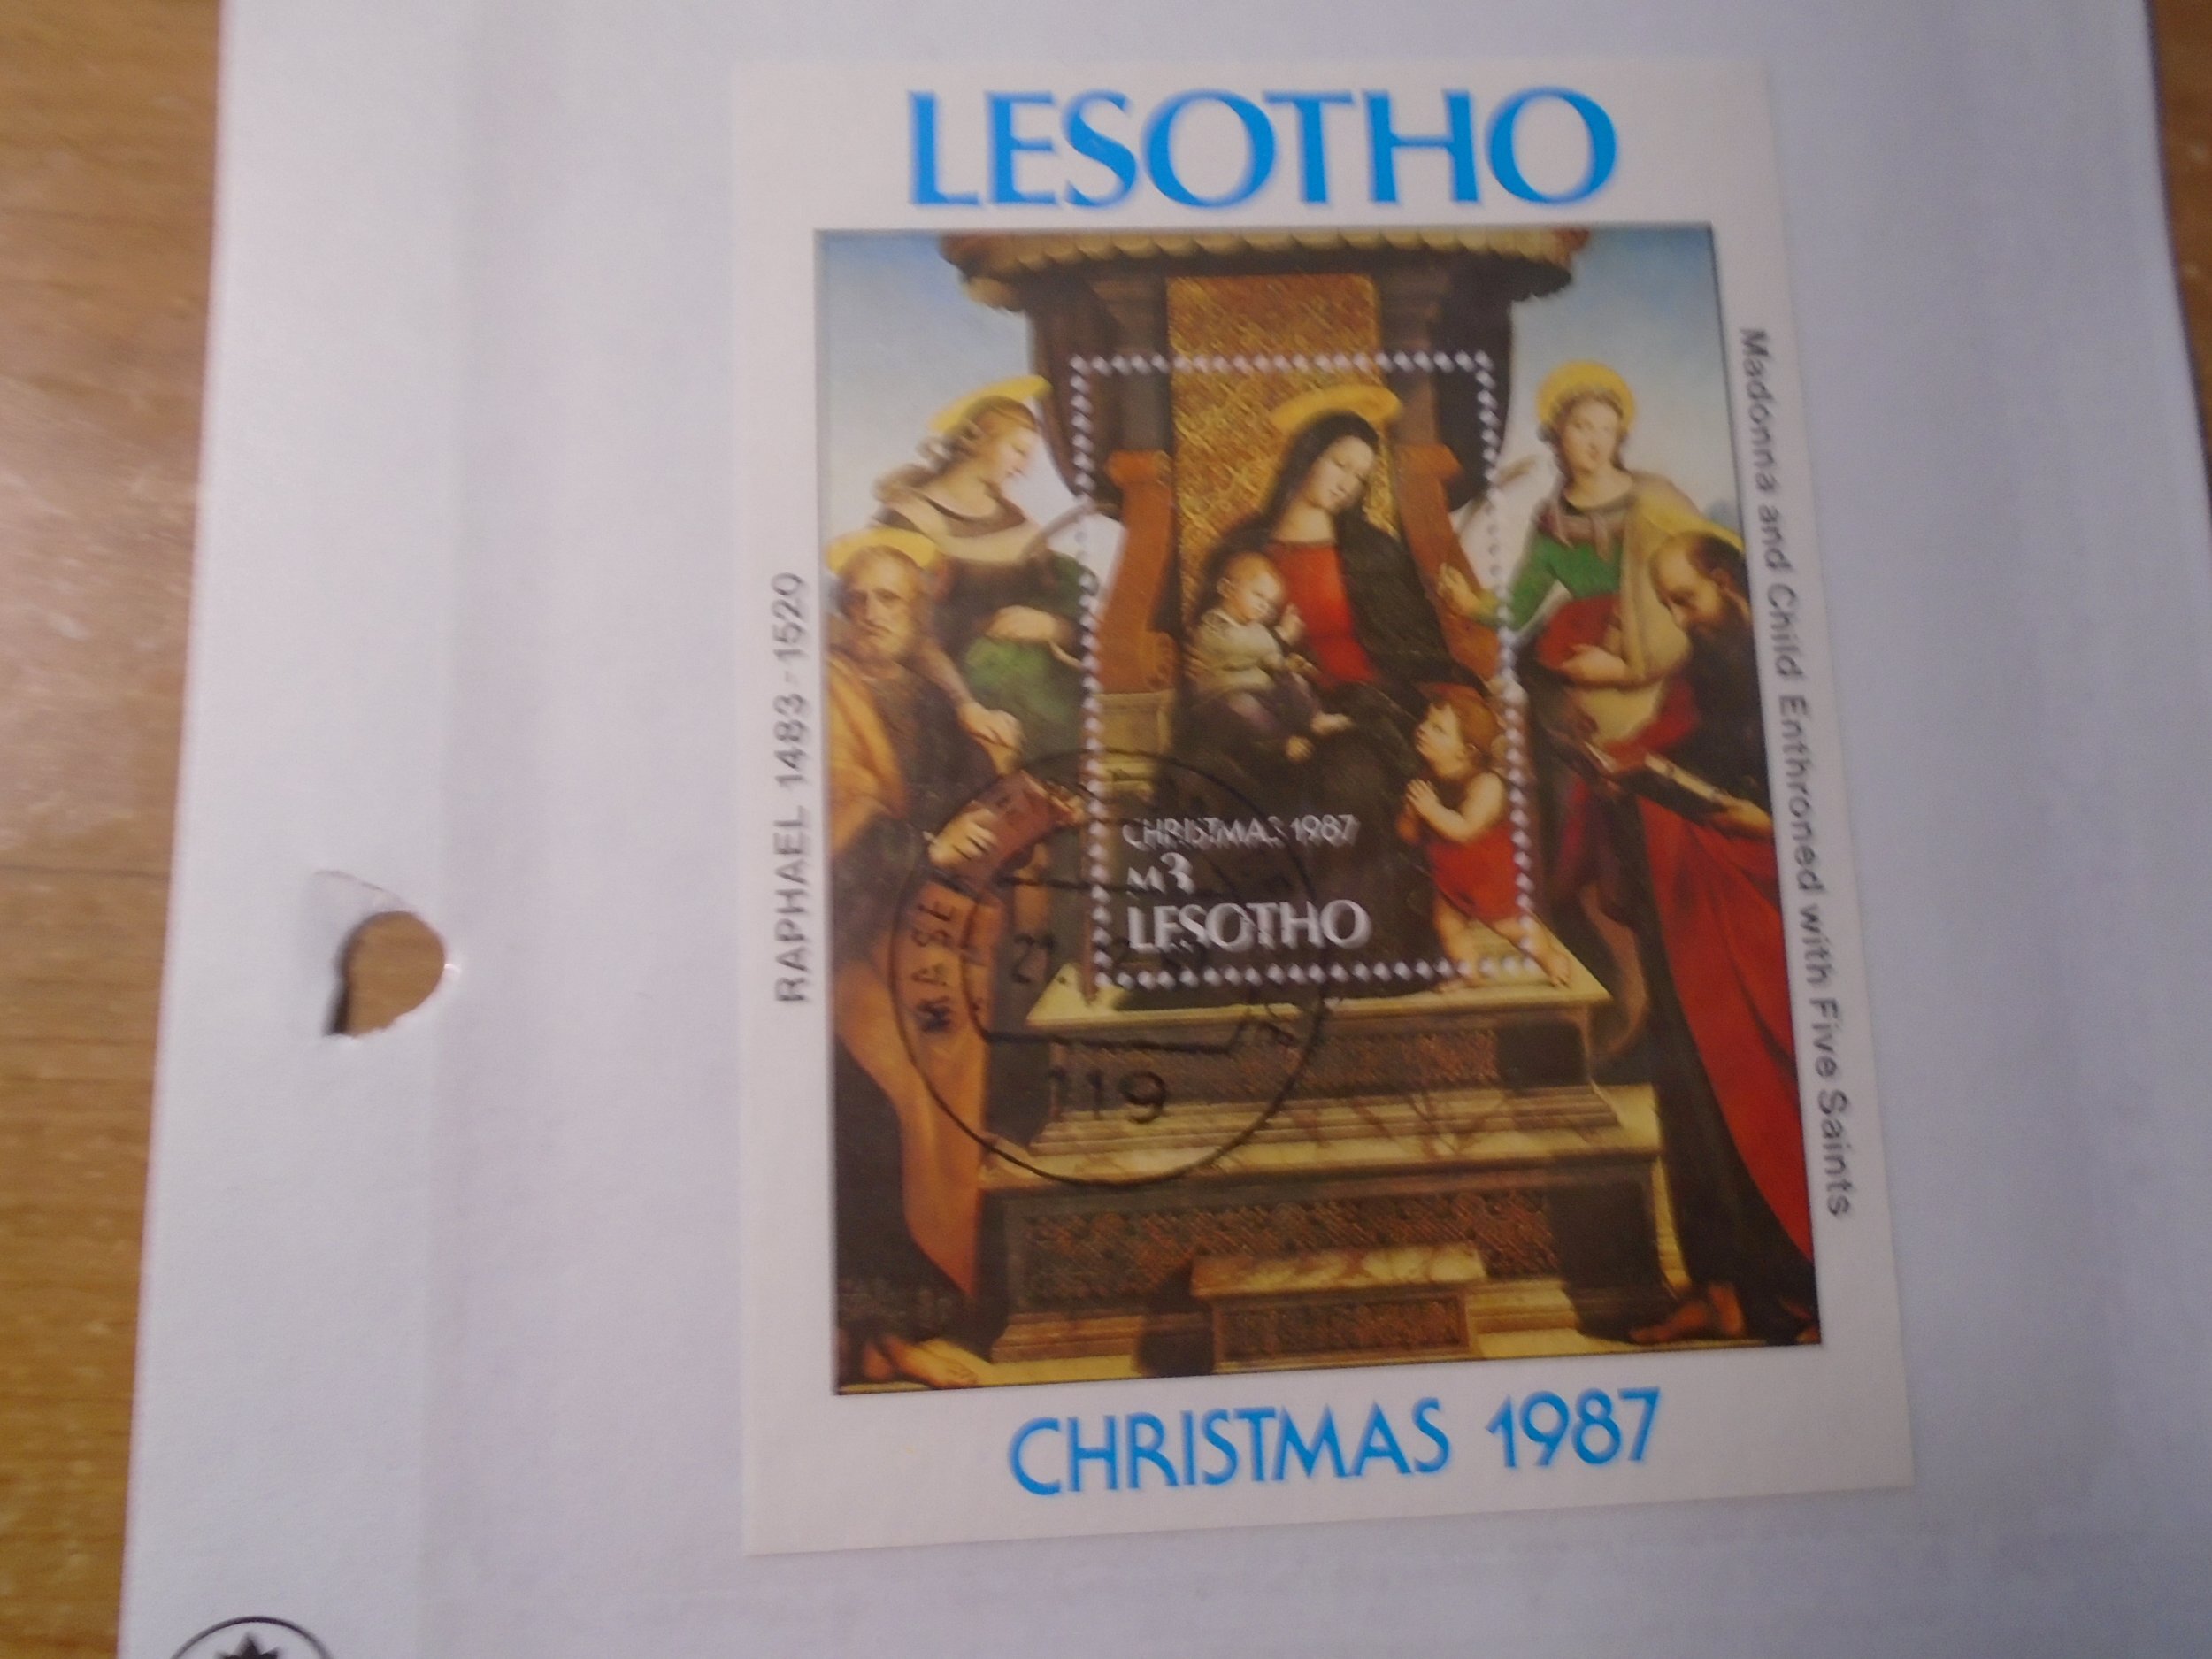 LESOTHO
RAPHAEL 1483-1520
Madonna and Child Enthroned with Five Saints
CHRISTMAS 1987
M3
LESOTHO
119
CHRISTMAS 1987